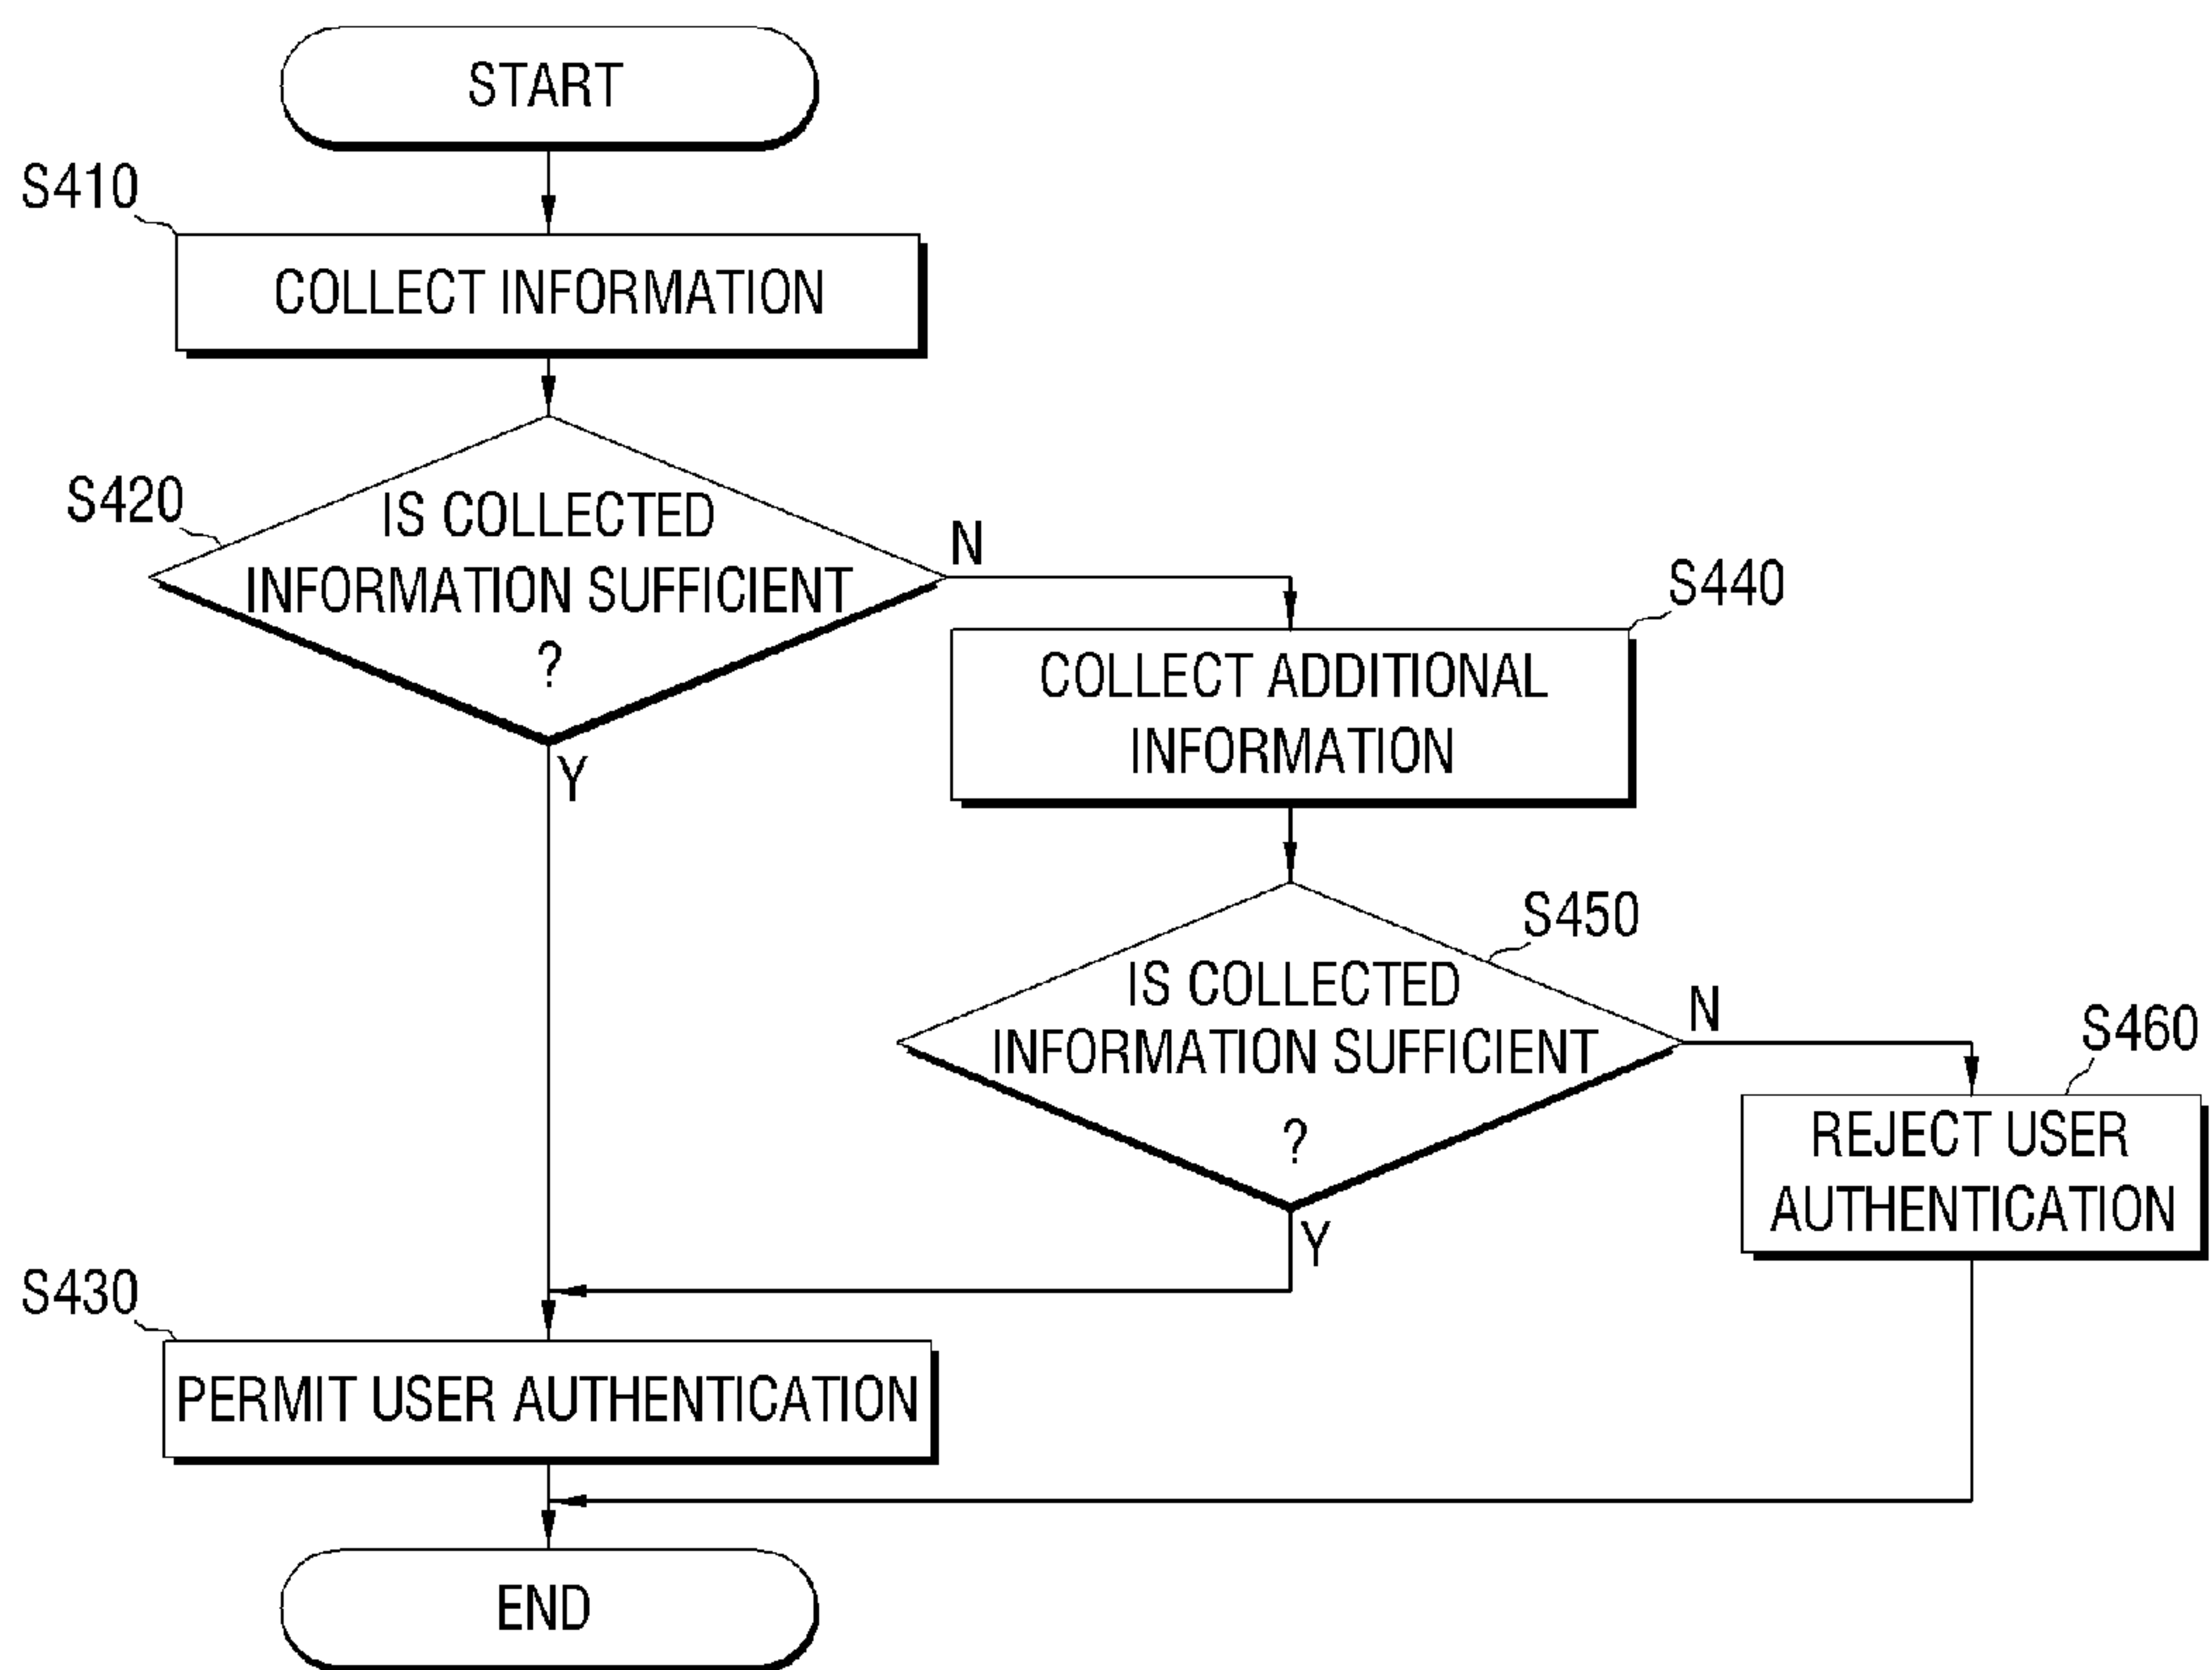 START
S410
COLLECT INFORMATION
S420
IS COLLECTED
INFORMATION SUFFICIENT
?
N
Y
S440
COLLECT ADDITIONAL
INFORMATION
S450
IS COLLECTED
INFORMATION SUFFICIENT
?
N
Y
S460
REJECT USER
AUTHENTICATION
S430
PERMIT USER AUTHENTICATION
END